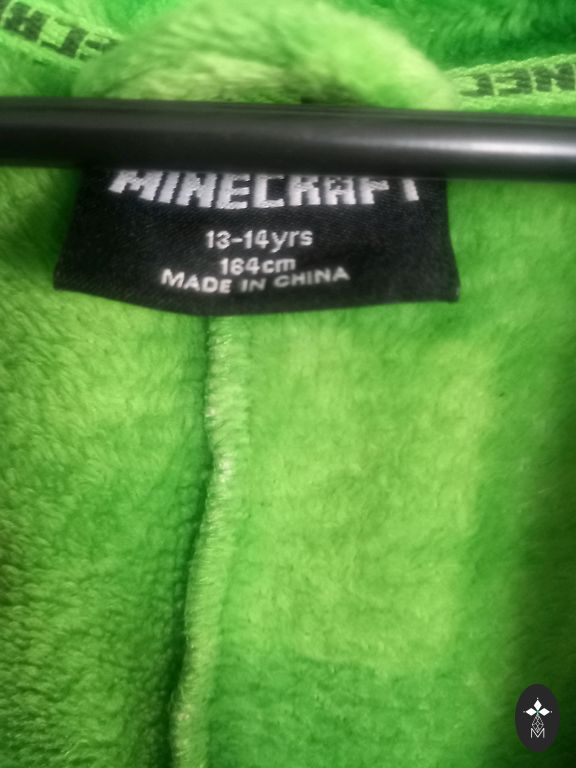 MINECRAFT
13-14yrs
164cm
MADE IN CHINA